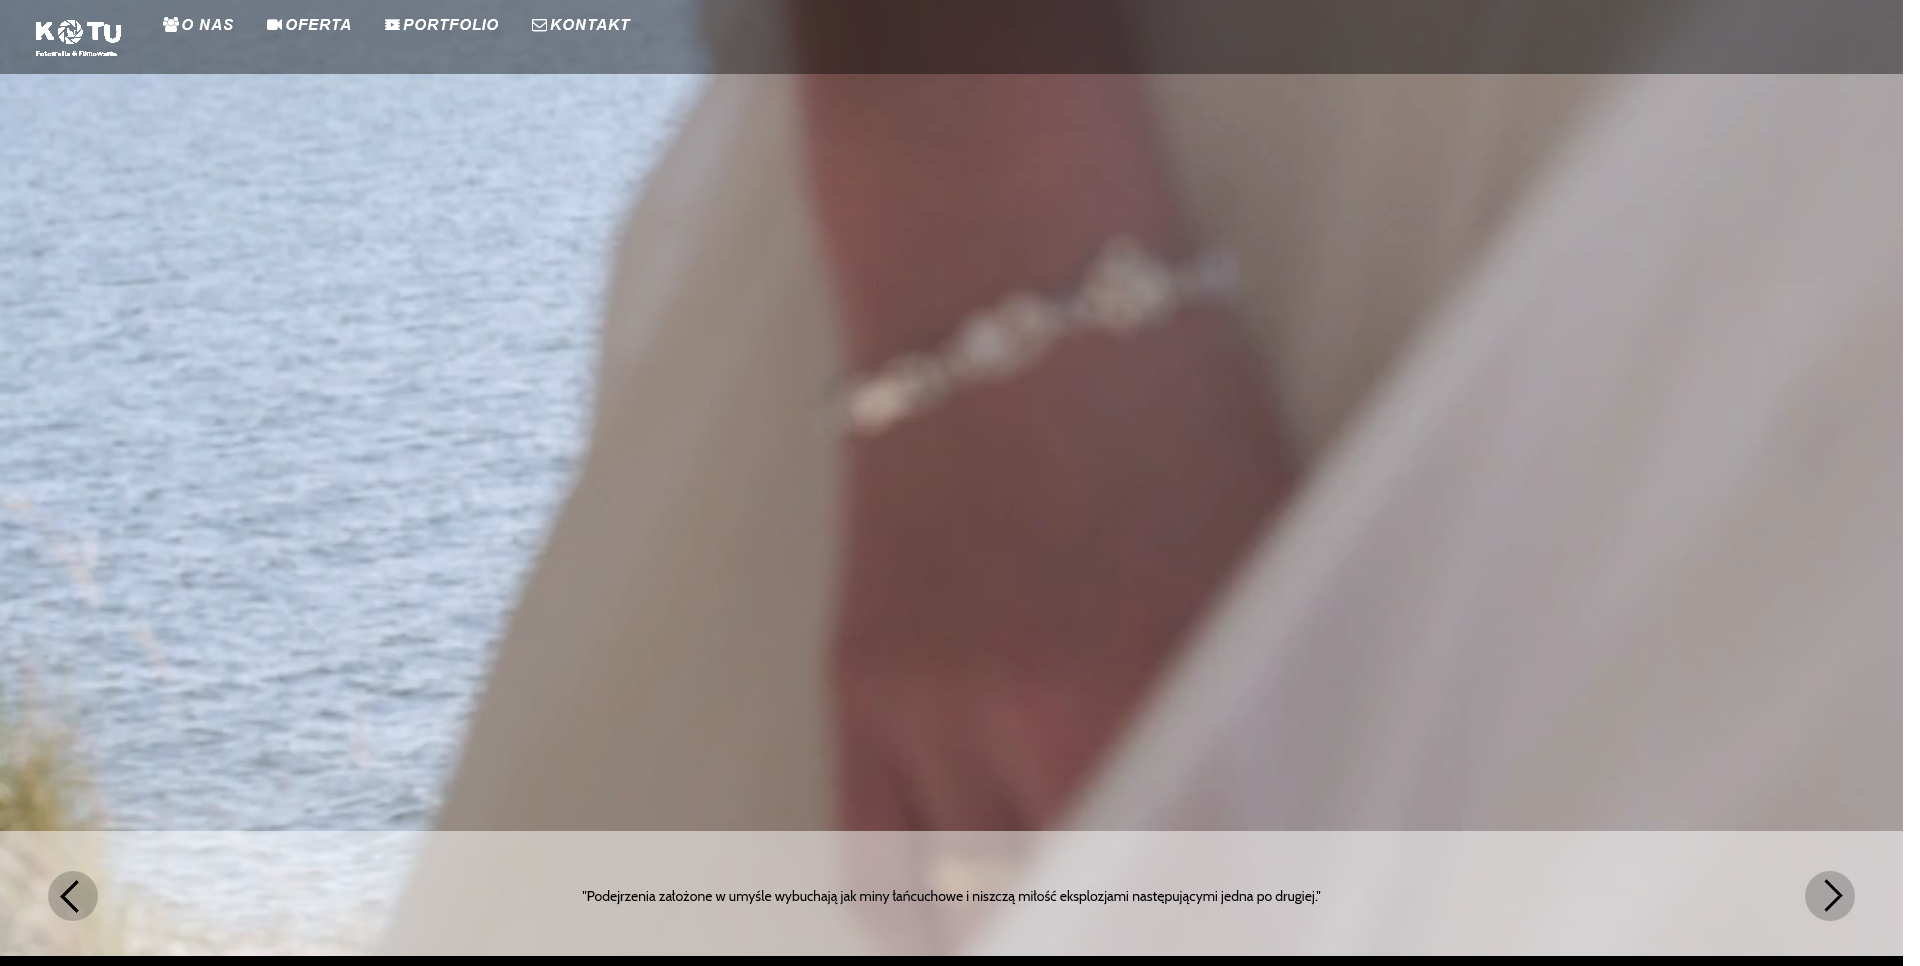 KOTU
Fotografia & Filmowanie
O NAS
OFERTA
PORTFOLIO
KONTAKT
"Podejrzenia założone w umyśle wybuchają jak miny łańcuchowe i niszczą miłość eksplozjami następującymi jedna po drugiej."